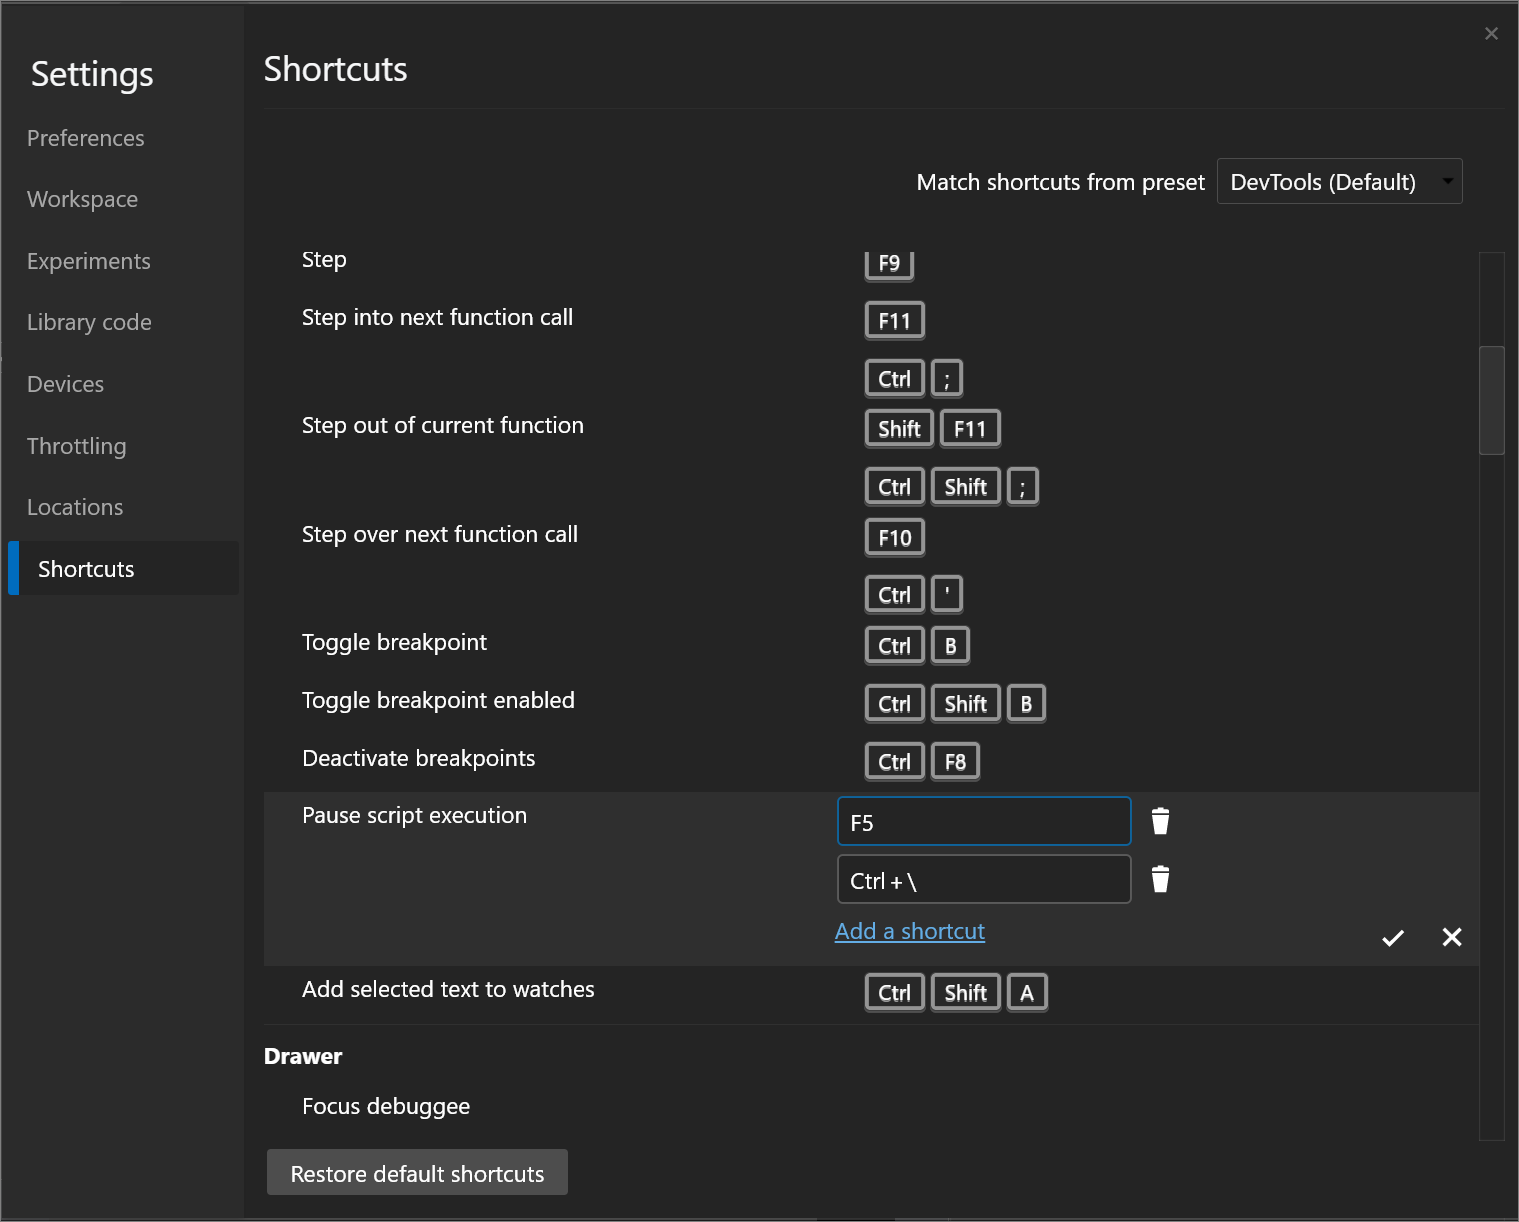 Settings
Preferences
Workspace
Experiments
Library code
Devices
Throttling
Locations
Shortcuts
Shortcuts
Match shortcuts from preset DevTools (Default)
Step F9
Step into next function call F11
Ctrl ;
Step out of current function Shift F11
Ctrl Shift ;
Step over next function call F10
Ctrl '
Toggle breakpoint Ctrl B
Toggle breakpoint enabled Ctrl Shift B
Deactivate breakpoints Ctrl F8
Pause script execution F5
Ctrl + \
Add a shortcut
Add selected text to watches Ctrl Shift A
Drawer
Focus debuggee
Restore default shortcuts